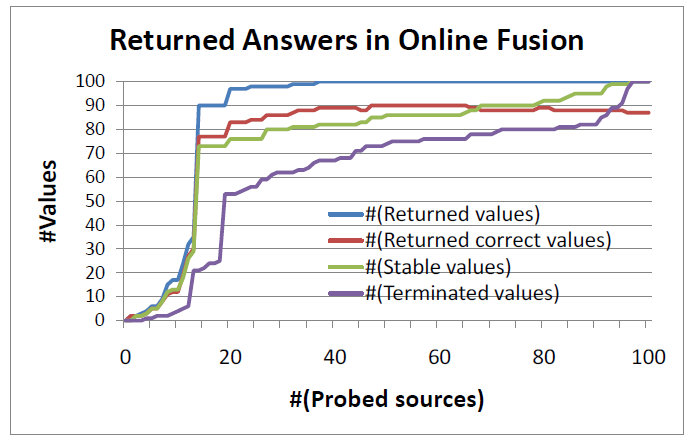 Returned Answers in Online Fusion
100
90
80
70
60
50
40
30
20
10
0
#Values
#(Returned values)
#(Returned correct values)
#(Stable values)
#(Terminated values)
0 20 40 60 80 100
#(Probed sources)